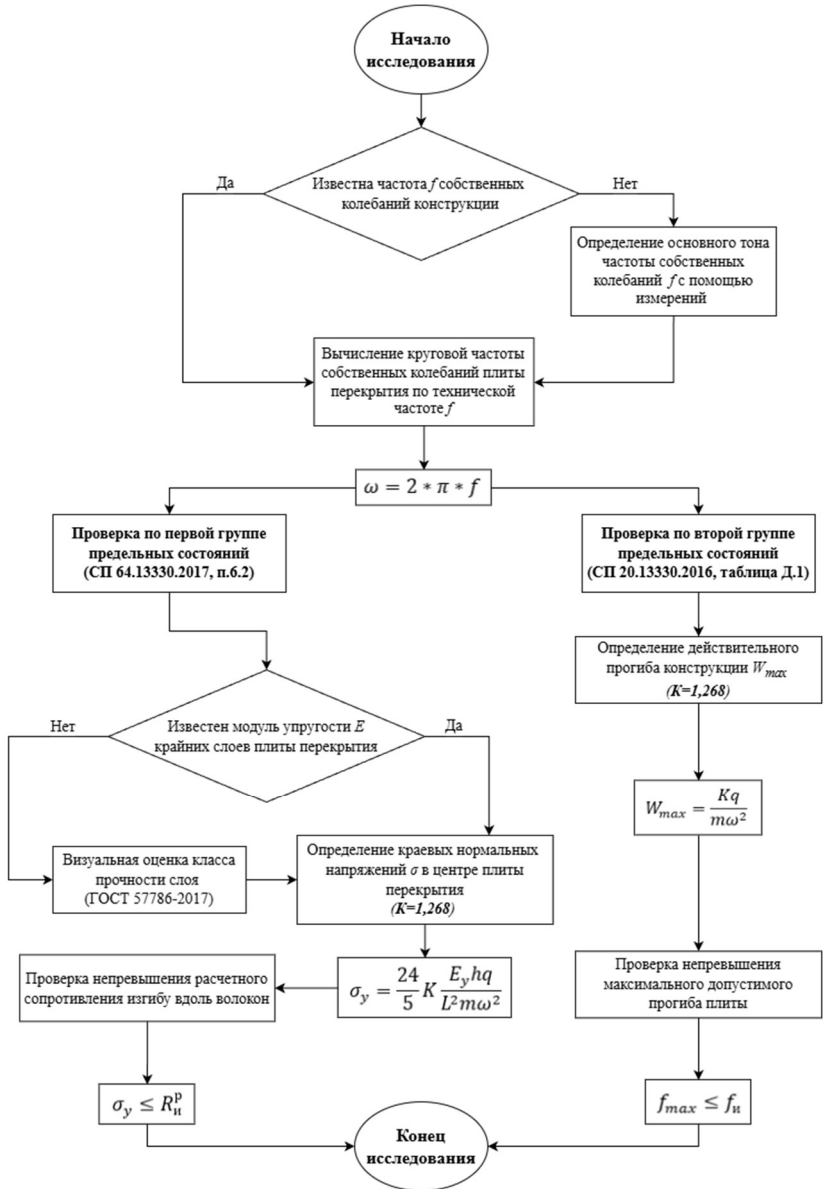 Начало
исследования
Да
Известна частота f собственных
колебаний конструкции
Нет
Определение основного тона
частоты собственных
колебаний f с помощью
измерений
Вычисление круговой частоты
собственных колебаний плиты
перекрытия по технической
частоте f
ω = 2 * π * f
Проверка по первой группе
предельных состояний
(СП 64.13330.2017, п.6.2)
Проверка по второй группе
предельных состояний
(СП 20.13330.2016, таблица Д.1)
Определение действительного
прогиба конструкции Wmax
(K=1,268)
Нет
Известен модуль упругости E
крайних слоев плиты перекрытия
Да
Wmax = Kq / mω²
Визуальная оценка класса
прочности слоя
(ГОСТ 57786-2017)
Определение краевых нормальных
напряжений σ в центре плиты
перекрытия
(K=1,268)
Проверка непревышения расчетного
сопротивления изгибу вдоль волокон
σy = 24/5 K Eyhq / L²mω²
Проверка непревышения
максимального допустимого
прогиба плиты
σy ≤ Rиᵖ
fmax ≤ fи
Конец
исследования